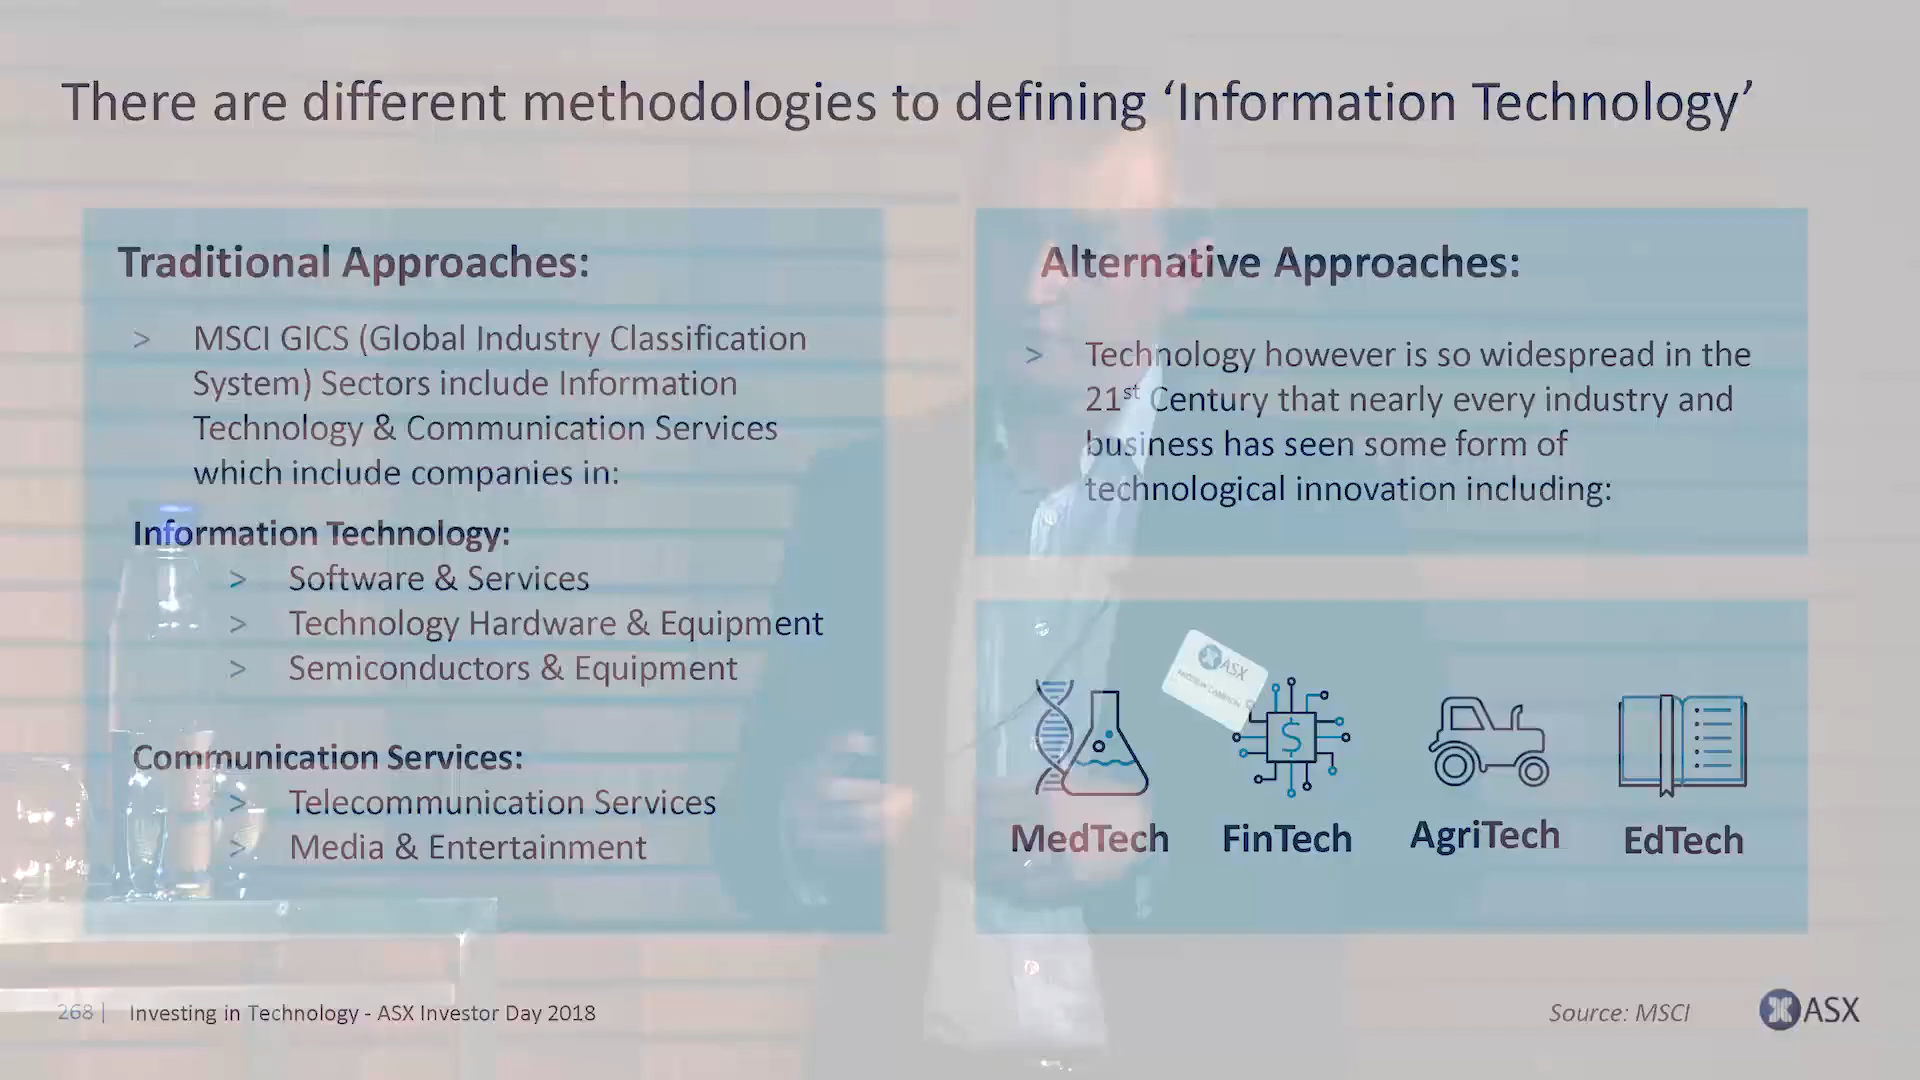 There are different methodologies to defining ‘Information Technology’
Traditional Approaches:
> MSCI GICS (Global Industry Classification
System) Sectors include Information
Technology & Communication Services
which include companies in:
Information Technology:
> Software & Services
> Technology Hardware & Equipment
> Semiconductors & Equipment
Communication Services:
> Telecommunication Services
> Media & Entertainment
Alternative Approaches:
> Technology however is so widespread in the
21st Century that nearly every industry and
business has seen some form of
technological innovation including:
ASX
$
MedTech
FinTech
AgriTech
EdTech
268 |
Investing in Technology - ASX Investor Day 2018
Source: MSCI
ASX